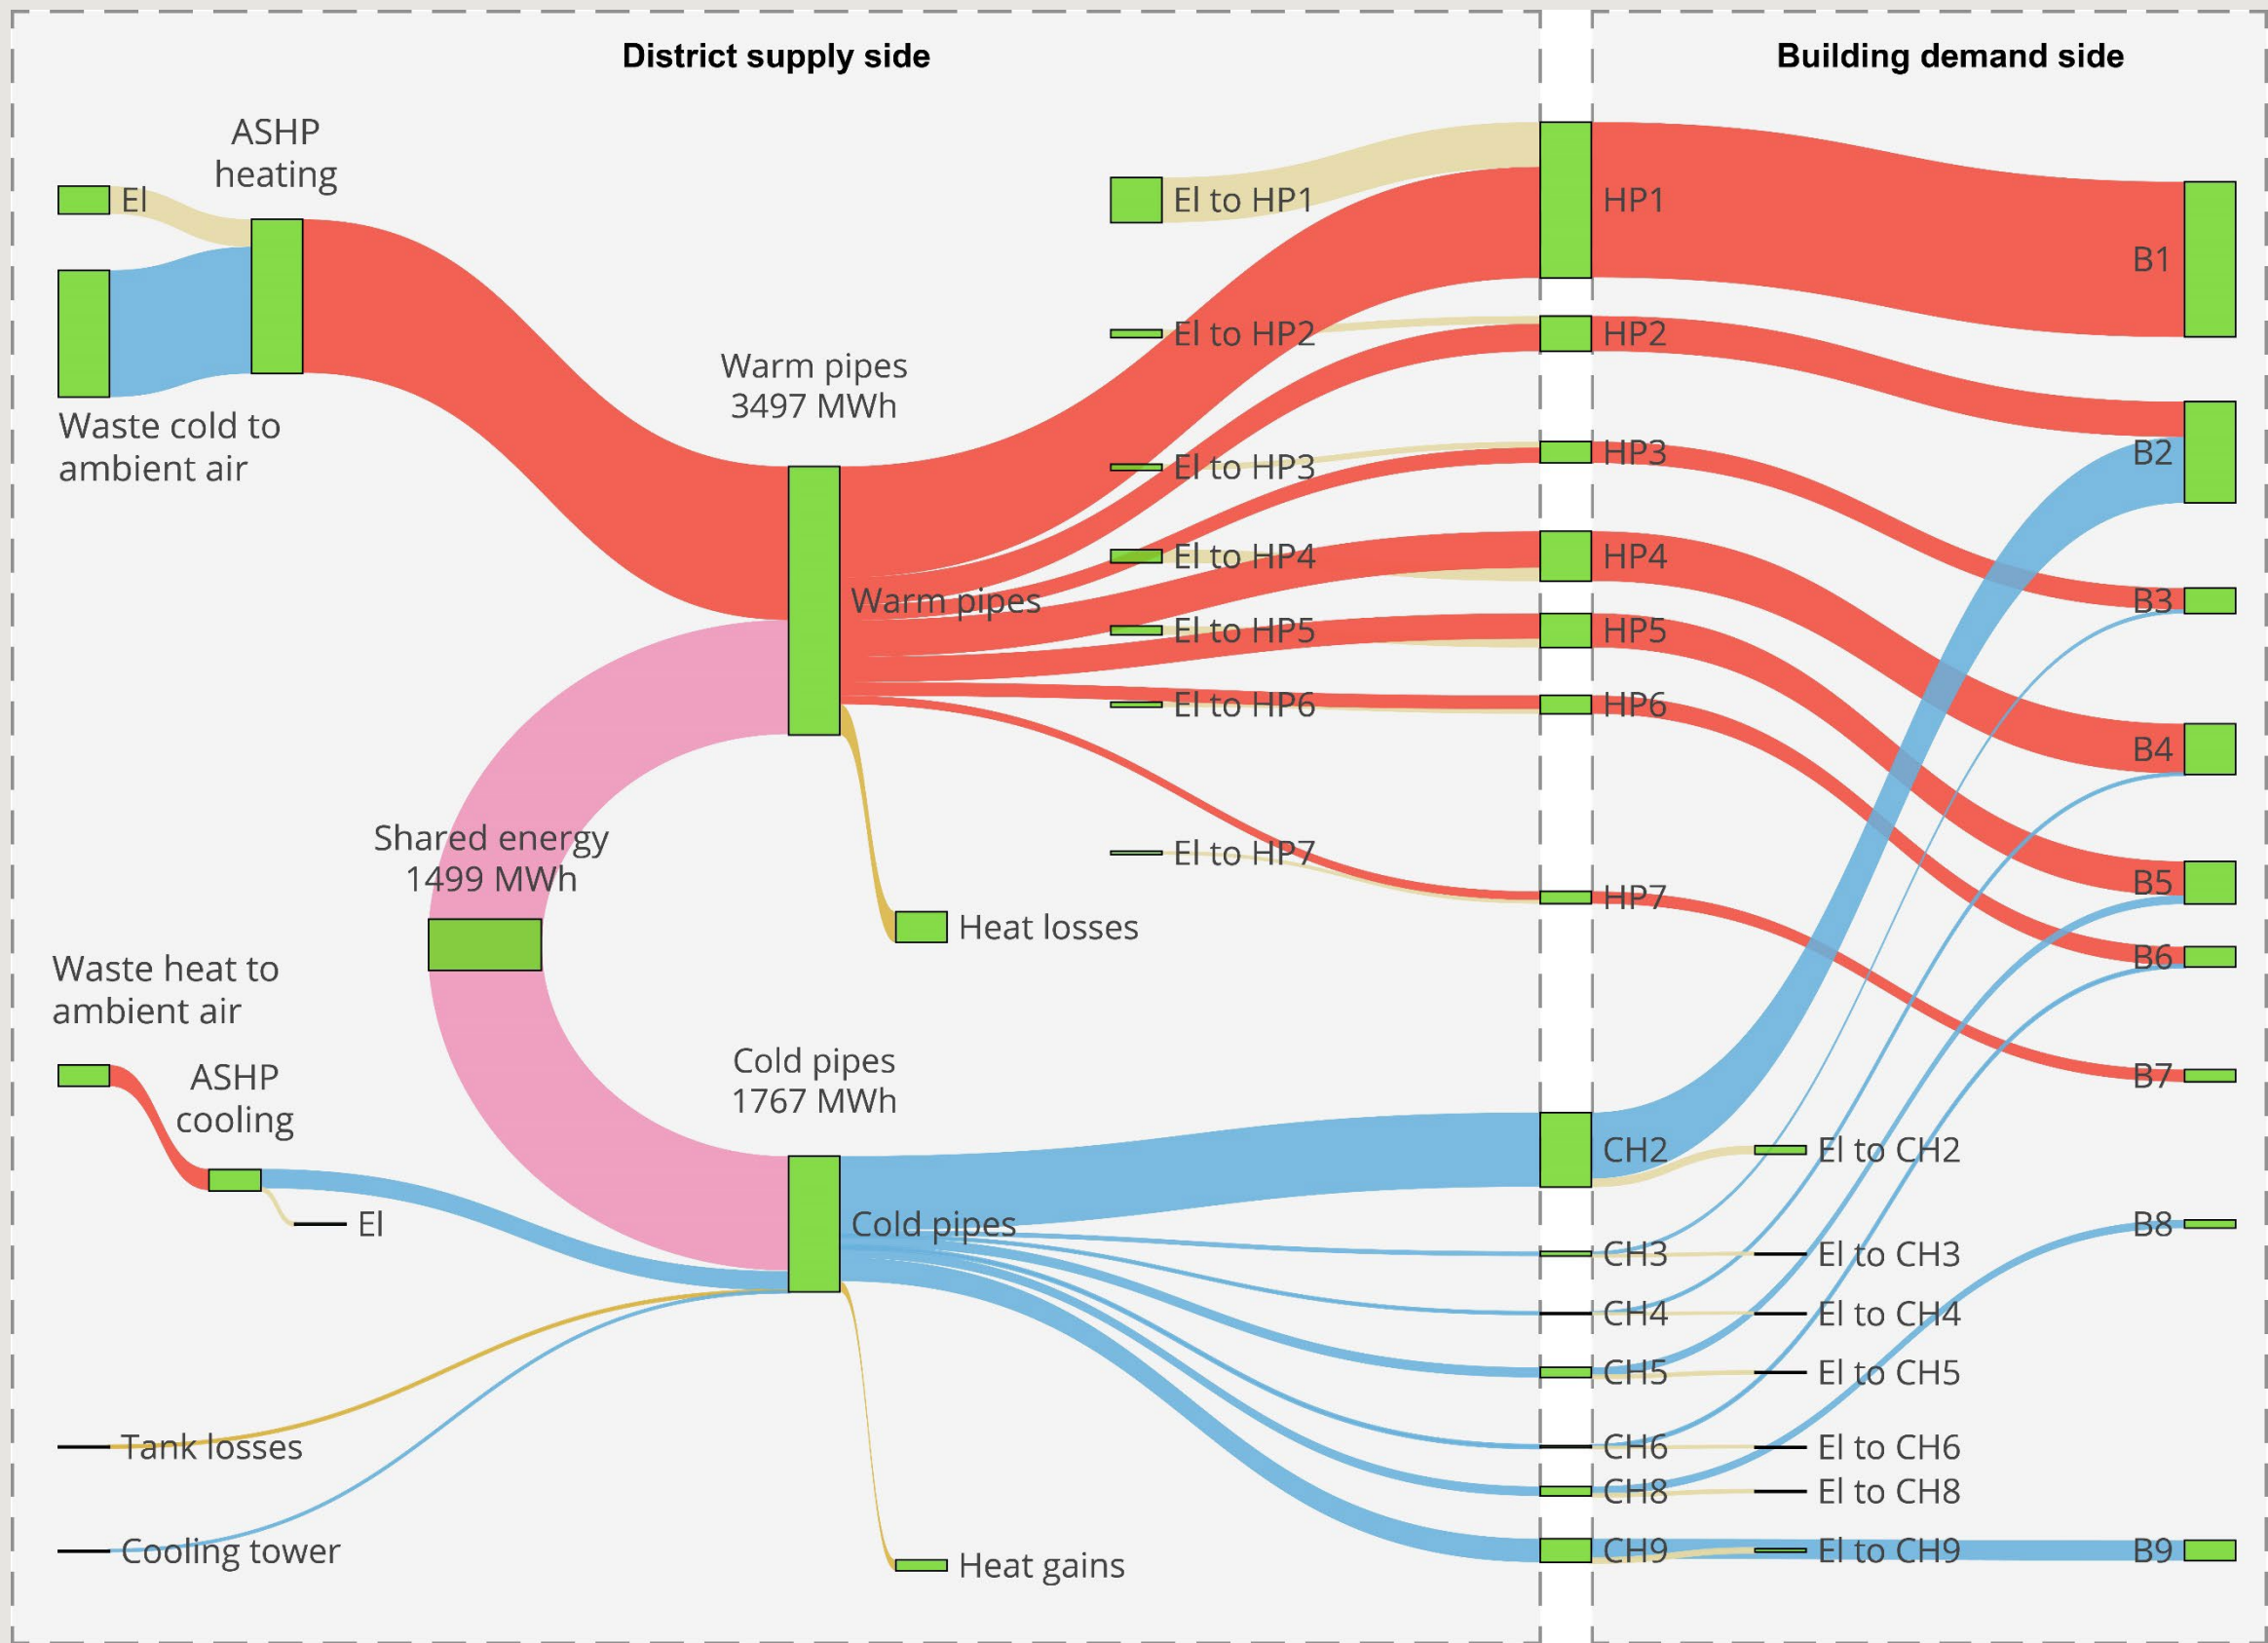 District supply side
Building demand side
ASHP
heating
El
Waste cold to
ambient air
Warm pipes
3497 MWh
Warm pipes
El to HP1
El to HP2
El to HP3
El to HP4
El to HP5
El to HP6
El to HP7
HP1
HP2
HP3
HP4
HP5
HP6
HP7
B1
B2
B3
B4
B5
B6
B7
Shared energy
1499 MWh
Heat losses
Waste heat to
ambient air
ASHP
cooling
El
Cold pipes
1767 MWh
Cold pipes
Tank losses
Cooling tower
Heat gains
CH2
CH3
CH4
CH5
CH6
CH8
CH9
El to CH2
El to CH3
El to CH4
El to CH5
El to CH6
El to CH8
El to CH9
B8
B9